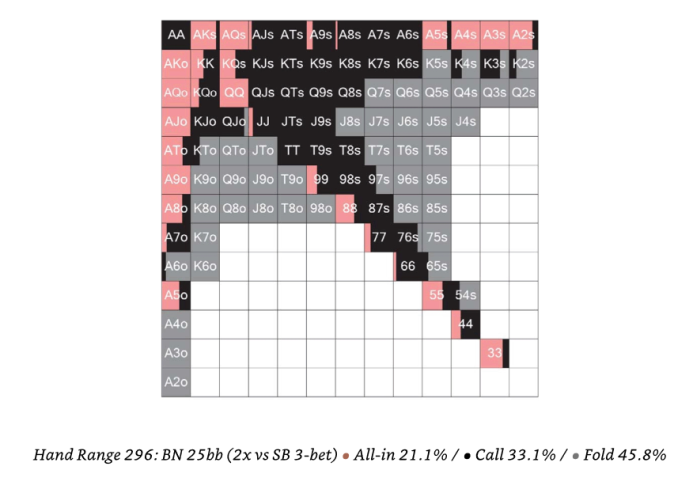 AA AKs AQs AJs ATs A9s A8s A7s A6s A5s A4s A3s A2s
AKo KK KQs KJs KTs K9s K8s K7s K6s K5s K4s K3s K2s
AQo KQo QQ QJs QTs Q9s Q8s Q7s Q6s Q5s Q4s Q3s Q2s
AJo KJo QJo JJ JTs J9s J8s J7s J6s J5s J4s
ATo KTo QTo JTo TT T9s T8s T7s T6s T5s
A9o K9o Q9o J9o T9o 99 98s 97s 96s 95s
A8o K8o Q8o J8o T8o 98o 88 87s 86s 85s
A7o K7o 77 76s 75s
A6o K6o 66 65s
A5o 55 54s
A4o 44
A3o 33
A2o
Hand Range 296: BN 25bb (2x vs SB 3-bet) • All-in 21.1% / • Call 33.1% / • Fold 45.8%